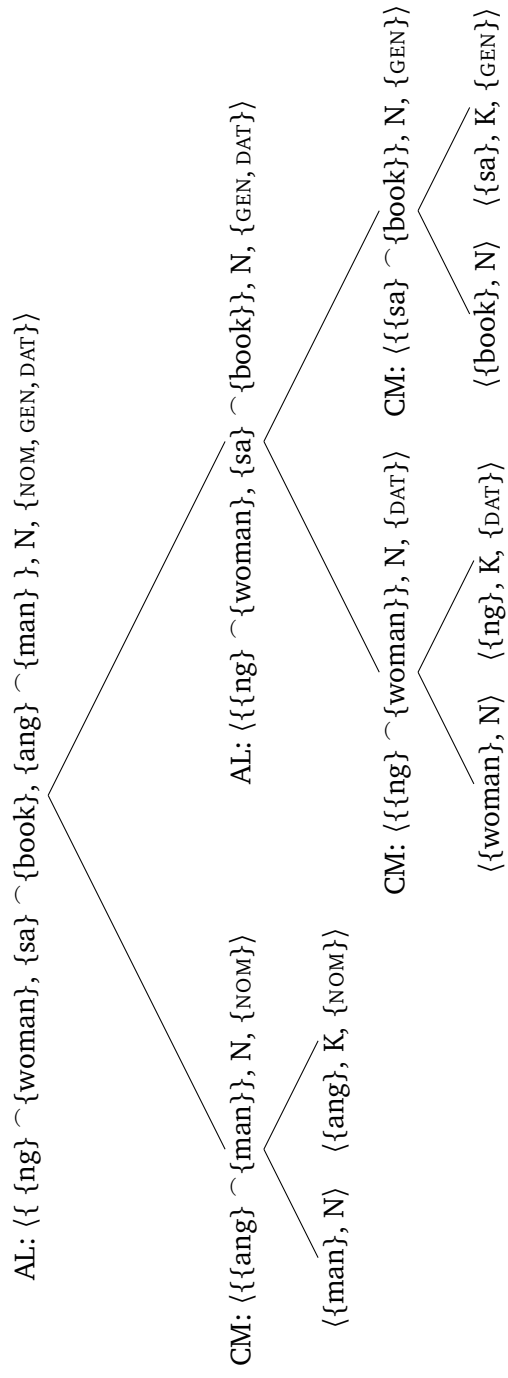 AL: ⟨{ {ng} ⌒{woman}, {sa} ⌒{book}, {ang} ⌒{man} }, N, {NOM, GEN, DAT}⟩
CM: ⟨{{ang} ⌒{man}}, N, {NOM}⟩
AL: ⟨{{ng} ⌒{woman}, {sa} ⌒{book}}, N, {GEN, DAT}⟩
⟨{man}, N⟩ ⟨{ang}, K, {NOM}⟩
CM: ⟨{{ng} ⌒{woman}}, N, {DAT}⟩
CM: ⟨{{sa} ⌒{book}}, N, {GEN}⟩
⟨{woman}, N⟩ ⟨{ng}, K, {DAT}⟩
⟨{book}, N⟩ ⟨{sa}, K, {GEN}⟩